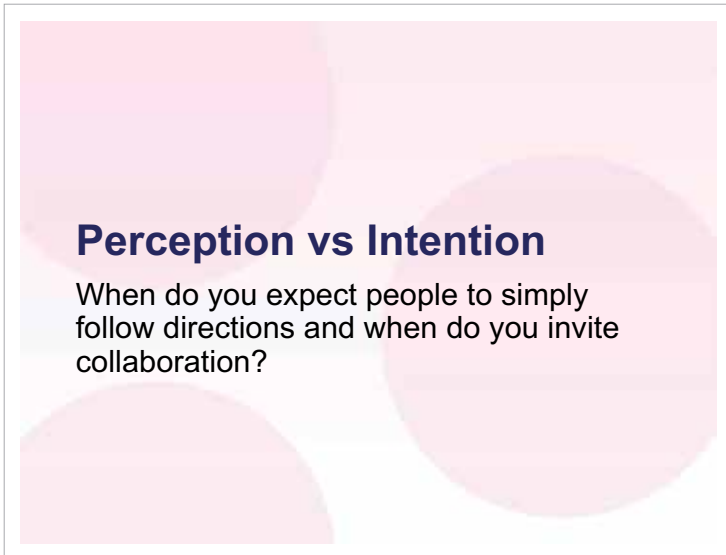 Perception vs Intention
When do you expect people to simply
follow directions and when do you invite
collaboration?